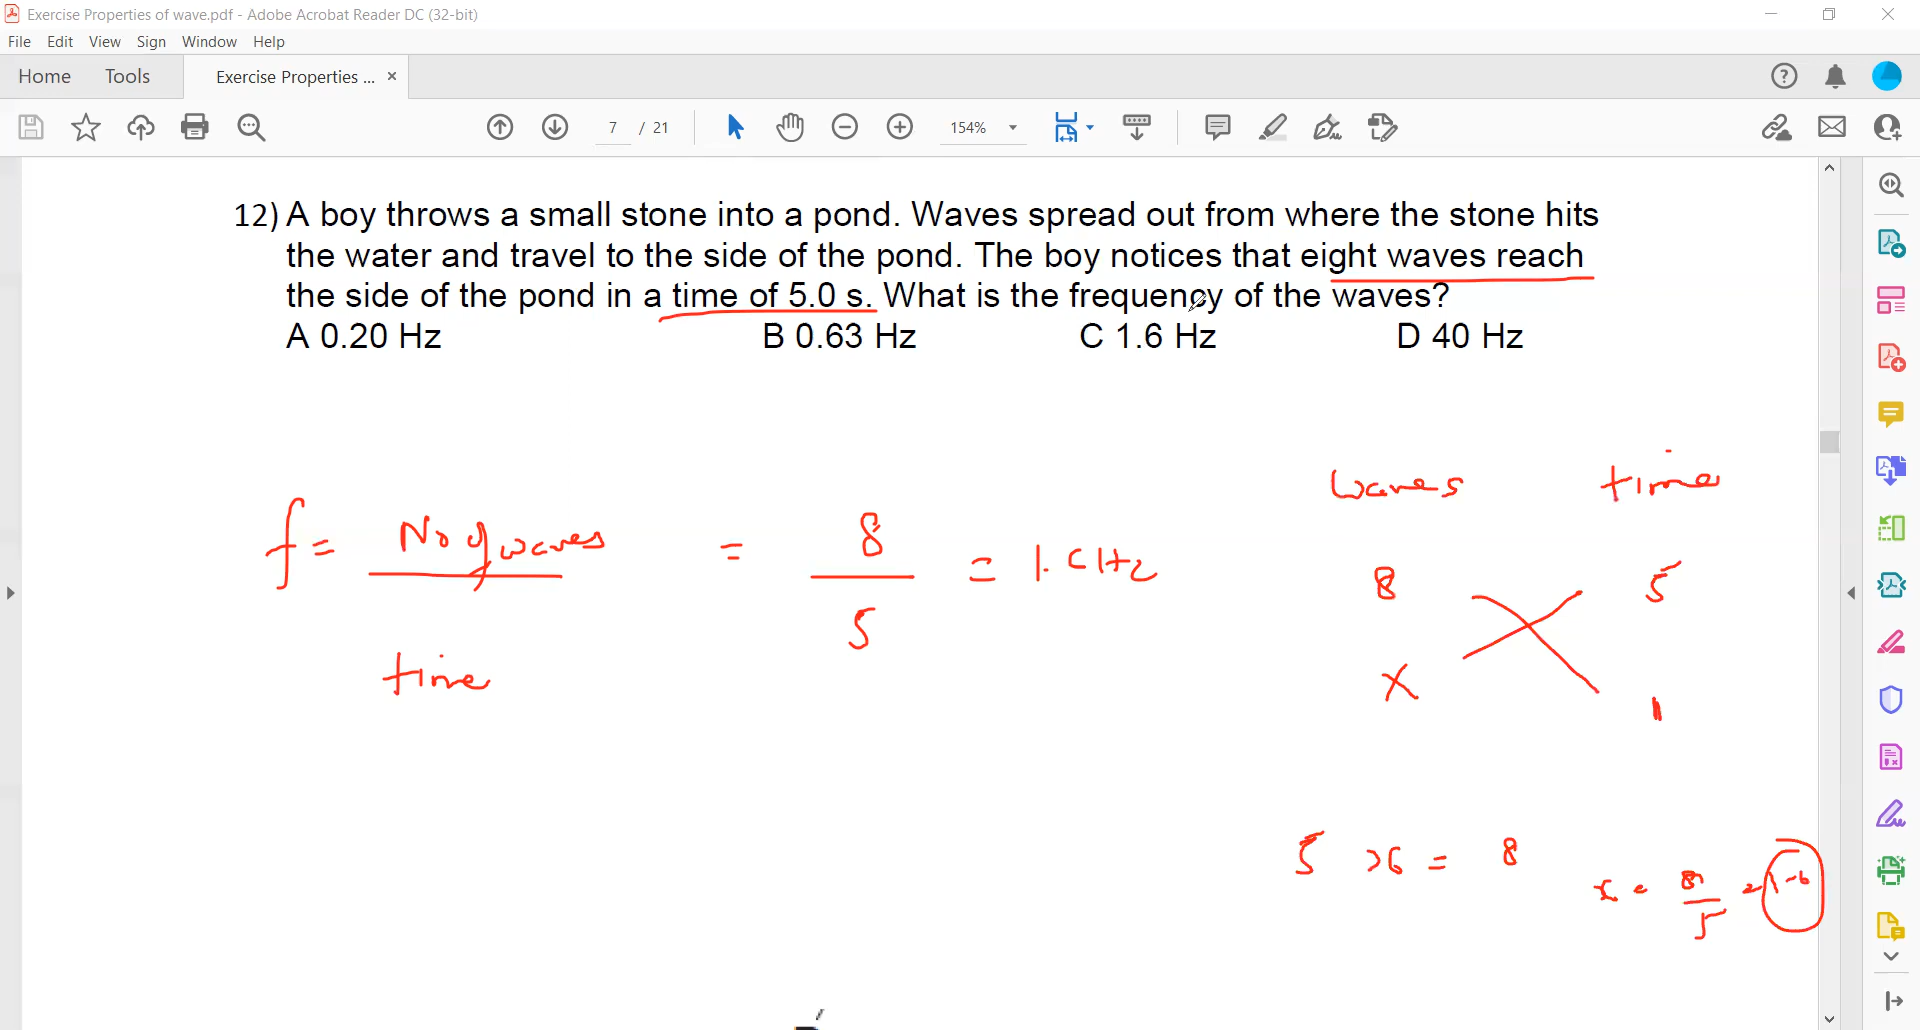 Exercise Properties of wave.pdf - Adobe Acrobat Reader DC (32-bit)
File Edit View Sign Window Help
Home Tools Exercise Properties ... ×
7 / 21 154%
12) A boy throws a small stone into a pond. Waves spread out from where the stone hits
the water and travel to the side of the pond. The boy notices that eight waves reach
the side of the pond in a time of 5.0 s. What is the frequency of the waves?
A 0.20 Hz B 0.63 Hz C 1.6 Hz D 40 Hz
waves time
f = No of waves = 8 = 1.6 Hz
time 5
8 5
x 1
5 x = 8
x = 8 = 1.6
5